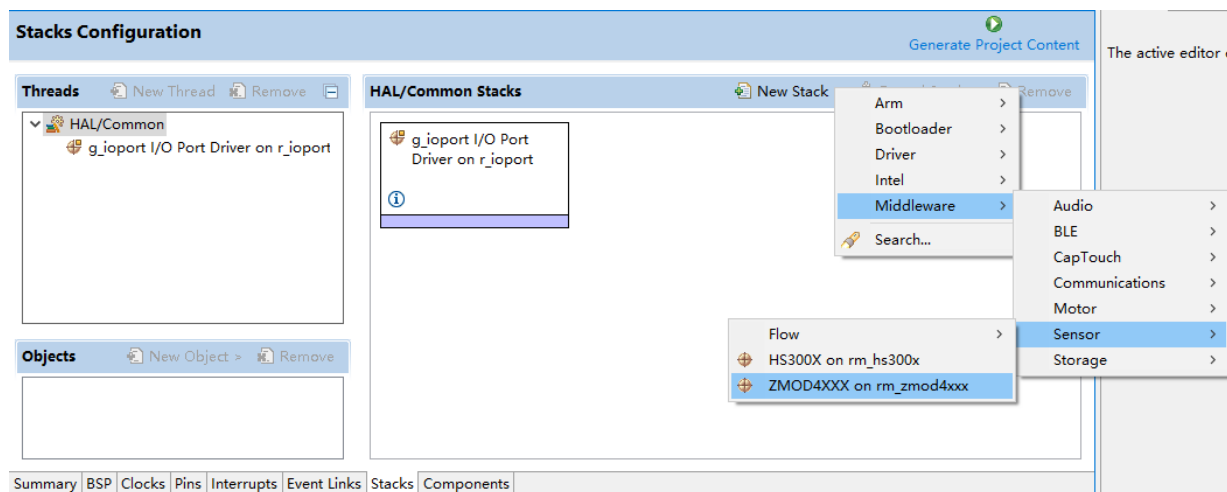 Stacks Configuration
Generate Project Content
The active editor
Threads
New Thread
Remove
HAL/Common Stacks
New Stack
Remove
HAL/Common
g_ioport I/O Port Driver on r_ioport
g_ioport I/O Port
Driver on r_ioport
Arm
Bootloader
Driver
Intel
Middleware
Search...
Audio
BLE
CapTouch
Communications
Motor
Sensor
Storage
Flow
HS300X on rm_hs300x
ZMOD4XXX on rm_zmod4xxx
Objects
New Object >
Remove
Summary BSP Clocks Pins Interrupts Event Links Stacks Components